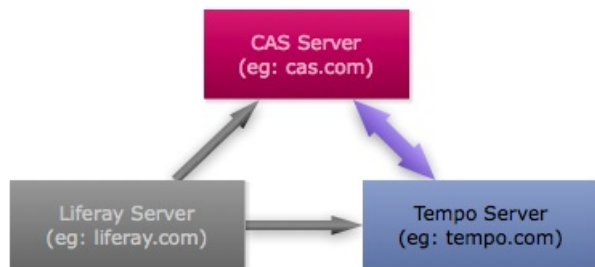 CAS Server
(eg: cas.com)
Liferay Server
(eg: liferay.com)
Tempo Server
(eg: tempo.com)